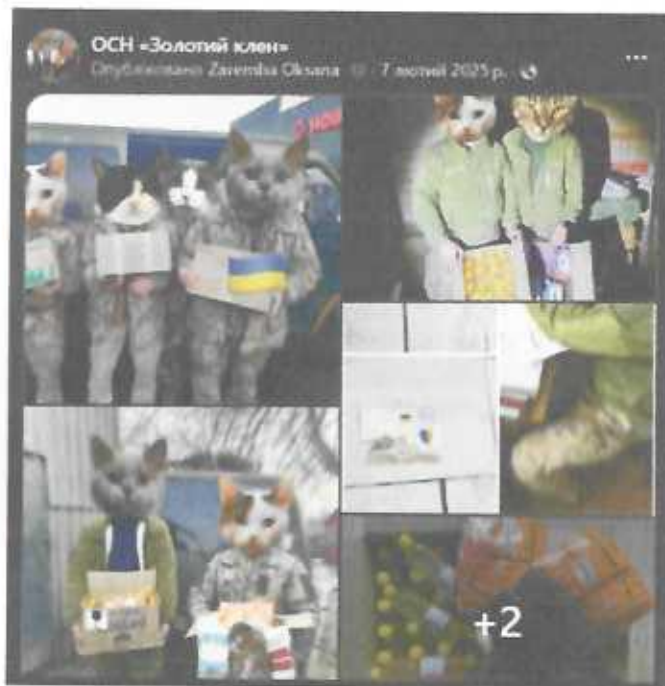 ОСН «Золотий клен»
Опубліковано Zaremba Oksana · 7 лютий 2025 р.
+2